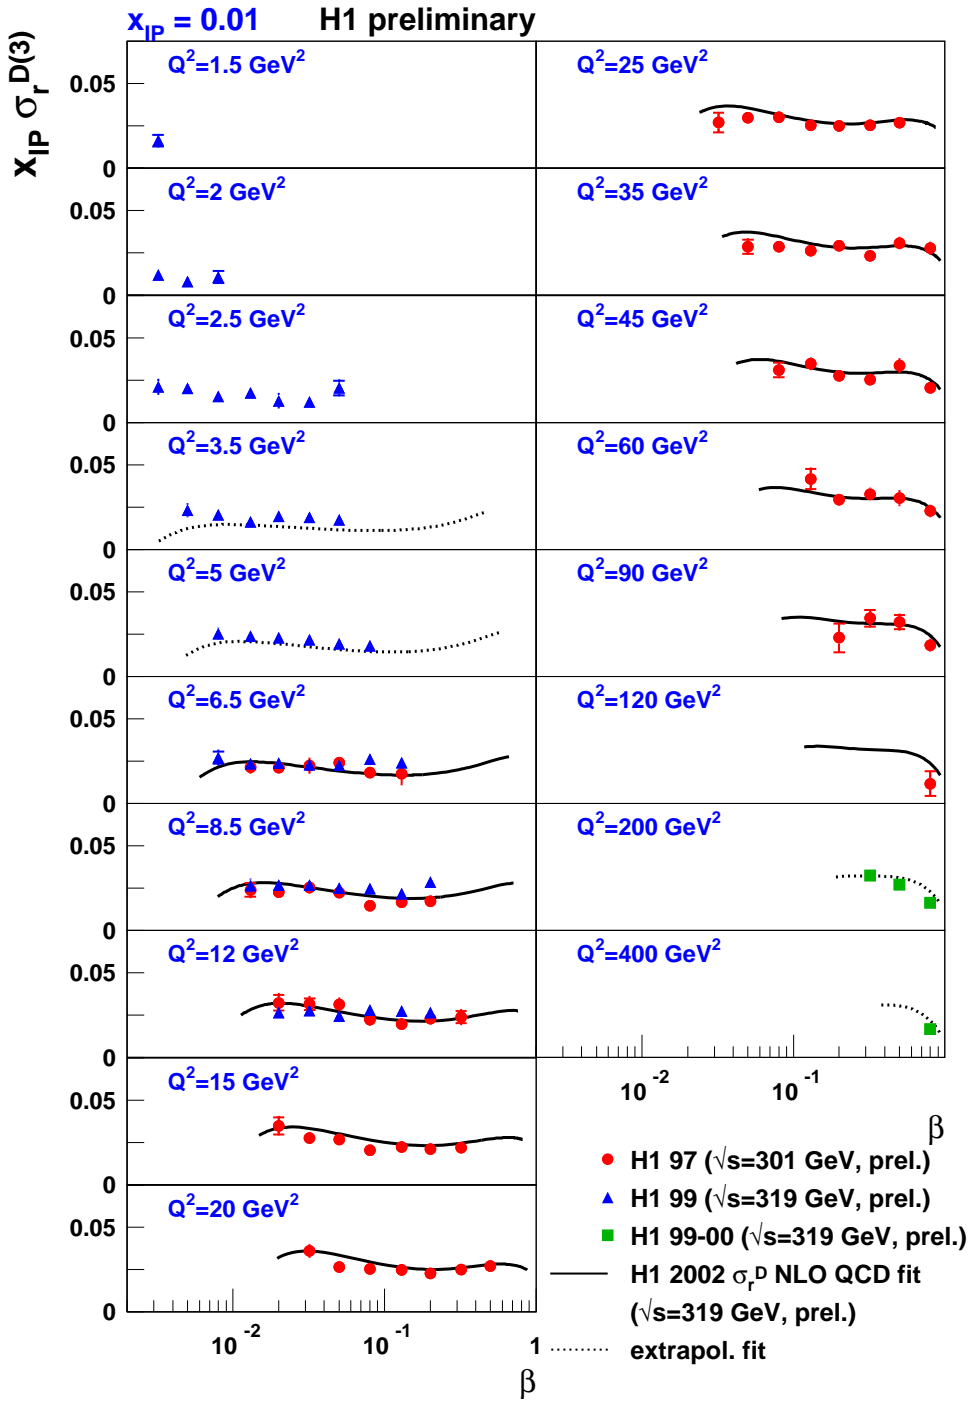 x_IP = 0.01 H1 preliminary
x_IP σ_r^D(3)
Q²=1.5 GeV²
0.05
0
Q²=2 GeV²
0.05
0
Q²=2.5 GeV²
0.05
0
Q²=3.5 GeV²
0.05
0
Q²=5 GeV²
0.05
0
Q²=6.5 GeV²
0.05
0
Q²=8.5 GeV²
0.05
0
Q²=12 GeV²
0.05
0
Q²=15 GeV²
0.05
0
Q²=20 GeV²
0.05
0
10⁻² 10⁻¹ 1
β
Q²=25 GeV²
Q²=35 GeV²
Q²=45 GeV²
Q²=60 GeV²
Q²=90 GeV²
Q²=120 GeV²
Q²=200 GeV²
Q²=400 GeV²
10⁻² 10⁻¹
β
H1 97 (√s=301 GeV, prel.)
H1 99 (√s=319 GeV, prel.)
H1 99-00 (√s=319 GeV, prel.)
H1 2002 σ_r^D NLO QCD fit
(√s=319 GeV, prel.)
extrapol. fit